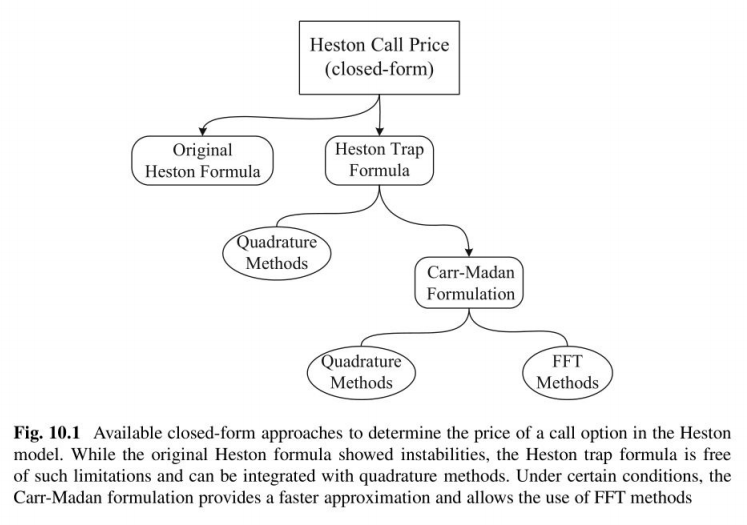 Heston Call Price
(closed-form)
Original
Heston Formula
Heston Trap
Formula
Quadrature
Methods
Carr-Madan
Formulation
Quadrature
Methods
FFT
Methods
Fig. 10.1 Available closed-form approaches to determine the price of a call option in the Heston
model. While the original Heston formula showed instabilities, the Heston trap formula is free
of such limitations and can be integrated with quadrature methods. Under certain conditions, the
Carr-Madan formulation provides a faster approximation and allows the use of FFT methods